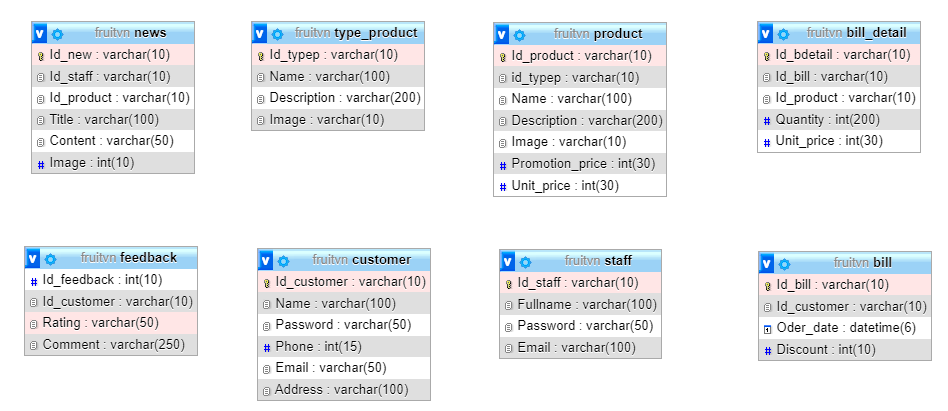 fruitvn news
Id_new : varchar(10)
Id_staff : varchar(10)
Id_product : varchar(10)
Title : varchar(100)
Content : varchar(50)
Image : int(10)
fruitvn type_product
Id_typep : varchar(10)
Name : varchar(100)
Description : varchar(200)
Image : varchar(10)
fruitvn product
Id_product : varchar(10)
id_typep : varchar(10)
Name : varchar(100)
Description : varchar(200)
Image : varchar(10)
Promotion_price : int(30)
Unit_price : int(30)
fruitvn bill_detail
Id_bdetail : varchar(10)
Id_bill : varchar(10)
Id_product : varchar(10)
Quantity : int(200)
Unit_price : int(30)
fruitvn feedback
Id_feedback : int(10)
Id_customer : varchar(10)
Rating : varchar(50)
Comment : varchar(250)
fruitvn customer
Id_customer : varchar(10)
Name : varchar(100)
Password : varchar(50)
Phone : int(15)
Email : varchar(50)
Address : varchar(100)
fruitvn staff
Id_staff : varchar(10)
Fullname : varchar(100)
Password : varchar(50)
Email : varchar(100)
fruitvn bill
Id_bill : varchar(10)
Id_customer : varchar(10)
Oder_date : datetime(6)
Discount : int(10)